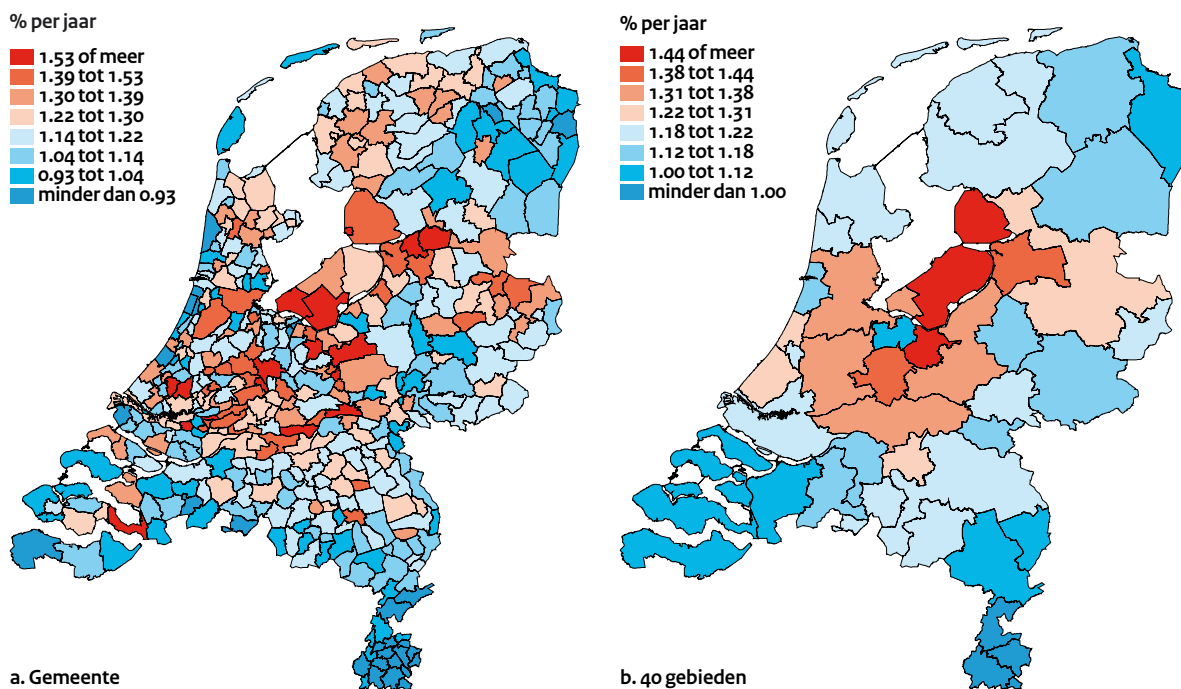 % per jaar
1.53 of meer
1.39 tot 1.53
1.30 tot 1.39
1.22 tot 1.30
1.14 tot 1.22
1.04 tot 1.14
0.93 tot 1.04
minder dan 0.93
a. Gemeente
% per jaar
1.44 of meer
1.38 tot 1.44
1.31 tot 1.38
1.22 tot 1.31
1.18 tot 1.22
1.12 tot 1.18
1.00 tot 1.12
minder dan 1.00
b. 40 gebieden